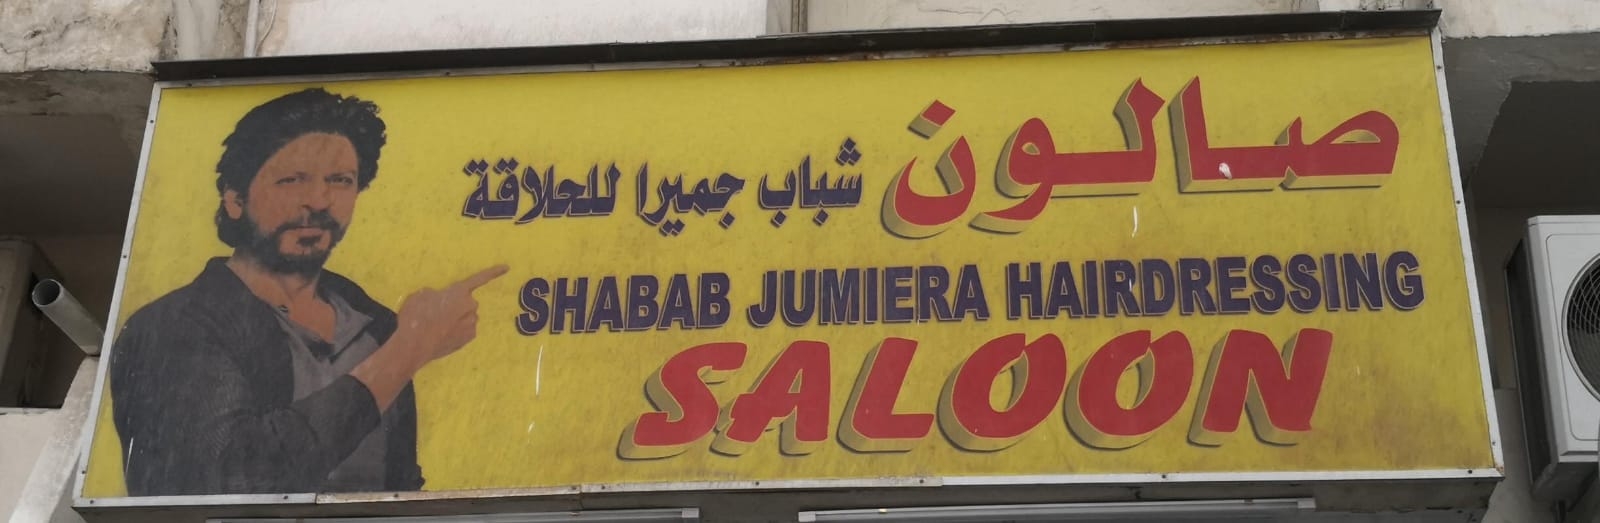 صالون شباب جميرا للحلاقة
SHABAB JUMIERA HAIRDRESSING
SALOON